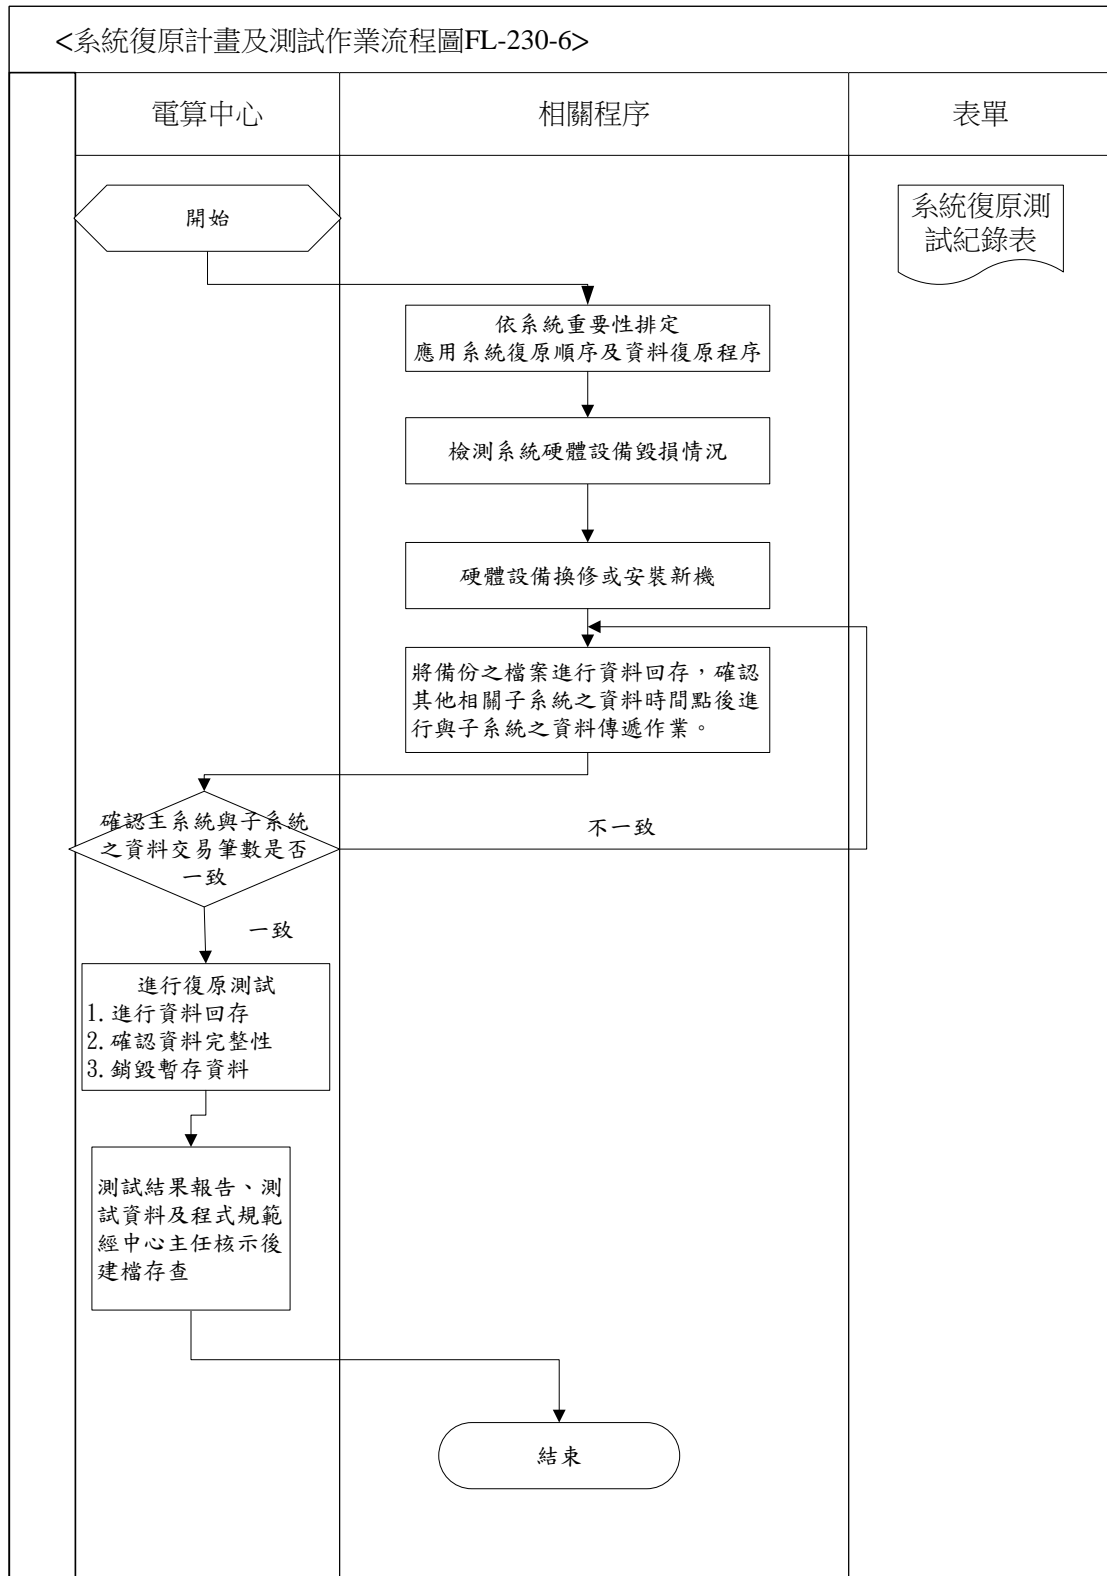 <系統復原計畫及測試作業流程圖FL-230-6>
電算中心
相關程序
表單
開始
系統復原測
試紀錄表
依系統重要性排定
應用系統復原順序及資料復原程序
檢測系統硬體設備毀損情況
硬體設備換修或安裝新機
將備份之檔案進行資料回存，確認
其他相關子系統之資料時間點後進
行與子系統之資料傳遞作業。
確認主系統與子系統
之資料交易筆數是否
一致
不一致
一致
進行復原測試
1.進行資料回存
2.確認資料完整性
3.銷毀暫存資料
測試結果報告、測
試資料及程式規範
經中心主任核示後
建檔存查
結束